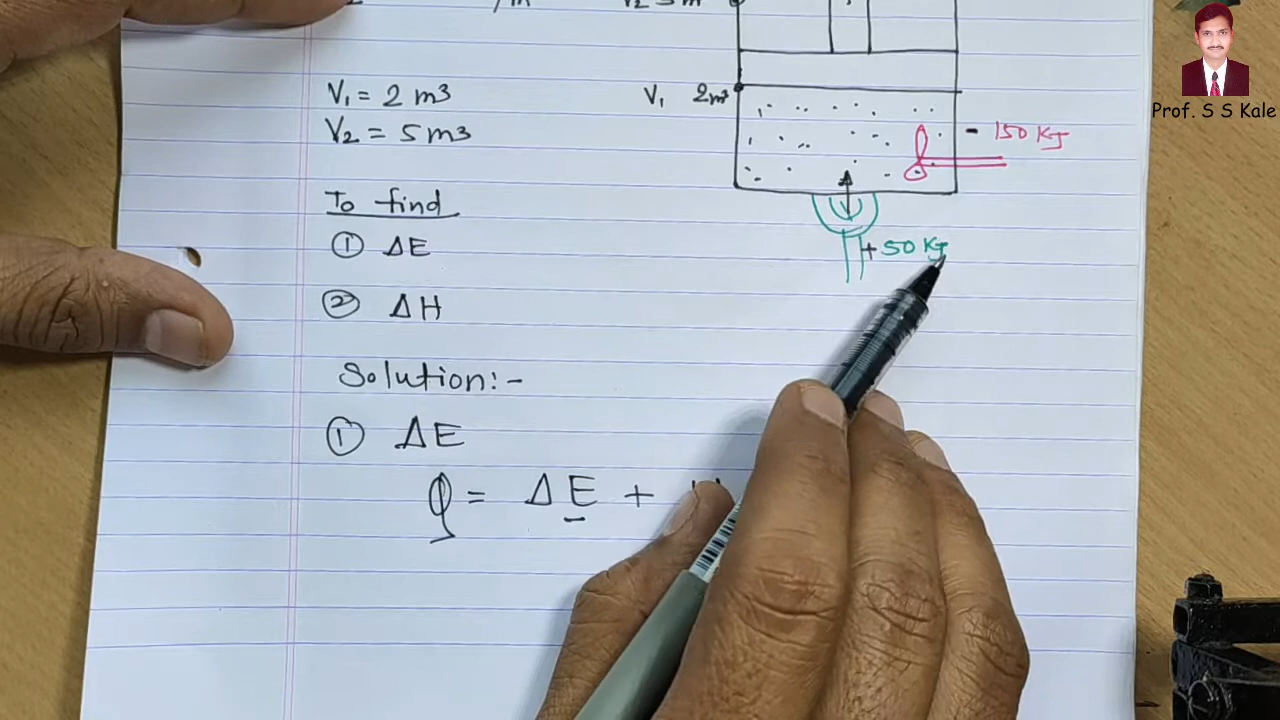 V₁ = 2 m³
V₂ = 5 m³
V₁ 2m³
- 150 KJ
+ 50 KJ
To find
① ΔE
② ΔH
Solution:-
① ΔE
Q = ΔE +
Prof. S S Kale